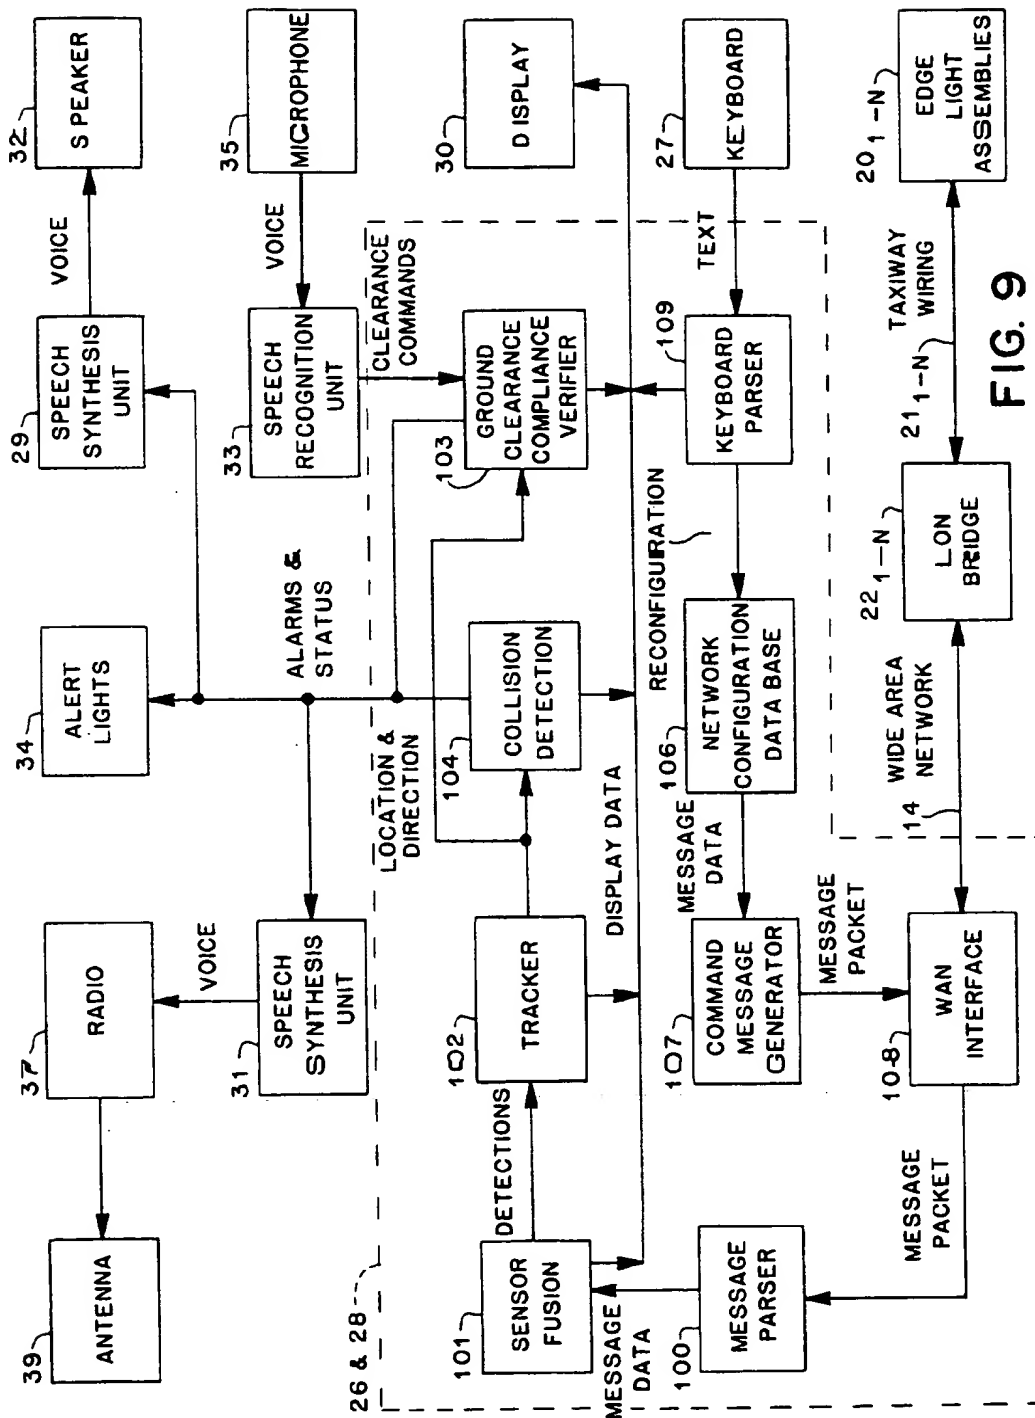 39
ANTENNA
37
RADIO
34
ALERT
LIGHTS
29
SPEECH
SYNTHESIS
UNIT
VOICE
32
SPEAKER
VOICE
31
SPEECH
SYNTHESIS
UNIT
ALARMS &
STATUS
33
SPEECH
RECOGNITION
UNIT
VOICE
35
MICROPHONE
26 & 28
LOCATION &
DIRECTION
CLEARANCE
COMMANDS
101
SENSOR
FUSION
DETECTIONS
102
TRACKER
104
COLLISION
DETECTION
103
GROUND
CLEARANCE
COMPLIANCE
VERIFIER
30
DISPLAY
MESSAGE
DATA
DISPLAY DATA
RECONFIGURATION
TEXT
100
MESSAGE
PARSER
107
COMMAND
MESSAGE
GENERATOR
MESSAGE
DATA
106
NETWORK
CONFIGURATION
DATA BASE
109
KEYBOARD
PARSER
27
KEYBOARD
MESSAGE
PACKET
MESSAGE
PACKET
108
WAN
INTERFACE
14
WIDE AREA
NETWORK
22 1-N
LON
BRIDGE
21 1-N
TAXIWAY
WIRING
20 1-N
EDGE
LIGHT
ASSEMBLIES
FIG. 9